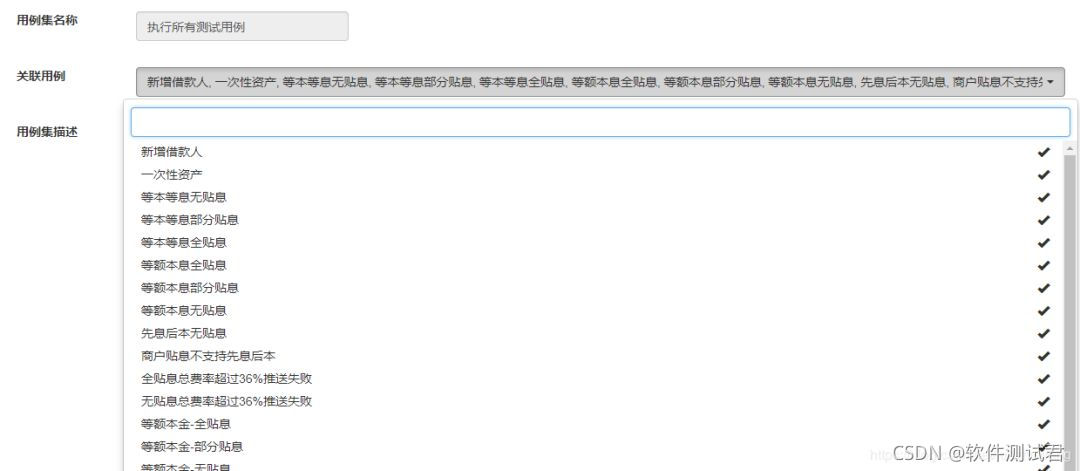 用例集名称
执行所有测试用例
关联用例
新增借款人, 一次性资产, 等本等息无贴息, 等本等息部分贴息, 等本等息全贴息, 等额本息全贴息, 等额本息部分贴息, 等额本息无贴息, 先息后本无贴息, 商户贴息不支持先
用例集描述
新增借款人
一次性资产
等本等息无贴息
等本等息部分贴息
等本等息全贴息
等额本息全贴息
等额本息部分贴息
等额本息无贴息
先息后本无贴息
商户贴息不支持先息后本
全贴息总费率超过36%推送失败
无贴息总费率超过36%推送失败
等额本金-全贴息
等额本金-部分贴息
等额本金-无贴息
CSDN @软件测试君